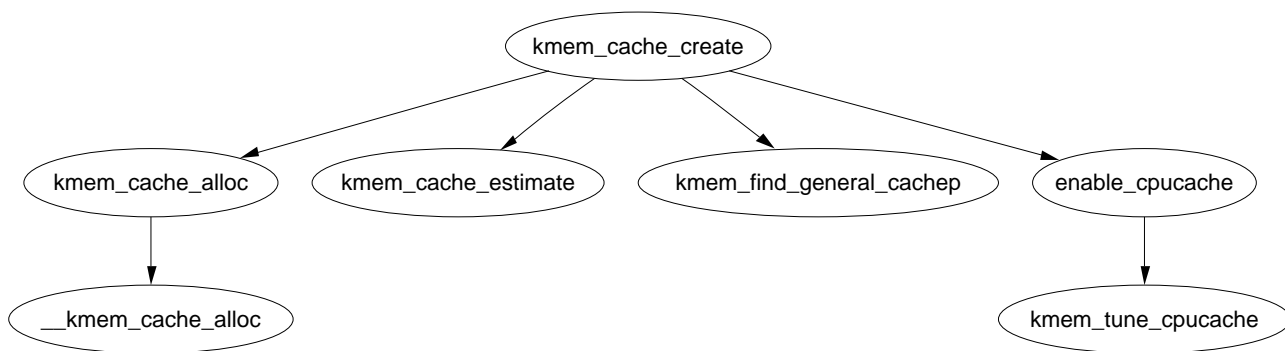 kmem_cache_create
kmem_cache_alloc
kmem_cache_estimate
kmem_find_general_cachep
enable_cpucache
__kmem_cache_alloc
kmem_tune_cpucache